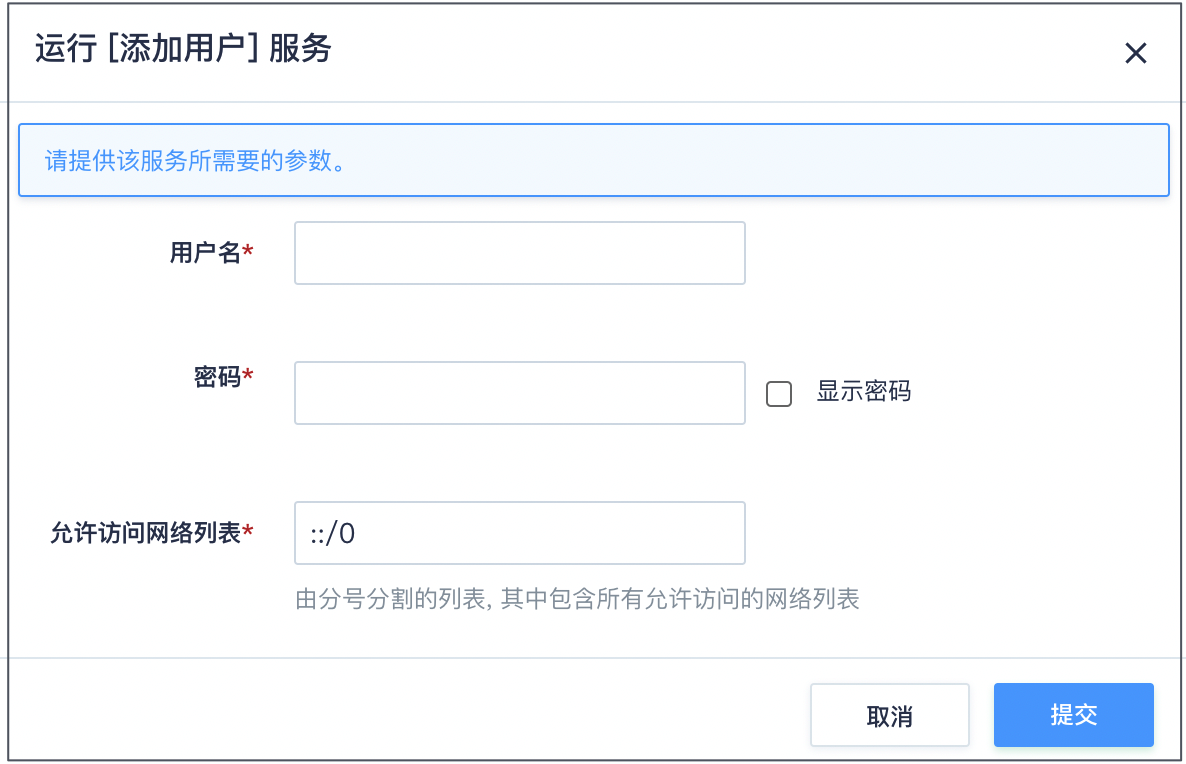 运行 [添加用户] 服务
请提供该服务所需要的参数。
用户名*
密码*
显示密码
允许访问网络列表*
::/0
由分号分割的列表, 其中包含所有允许访问的网络列表
取消
提交